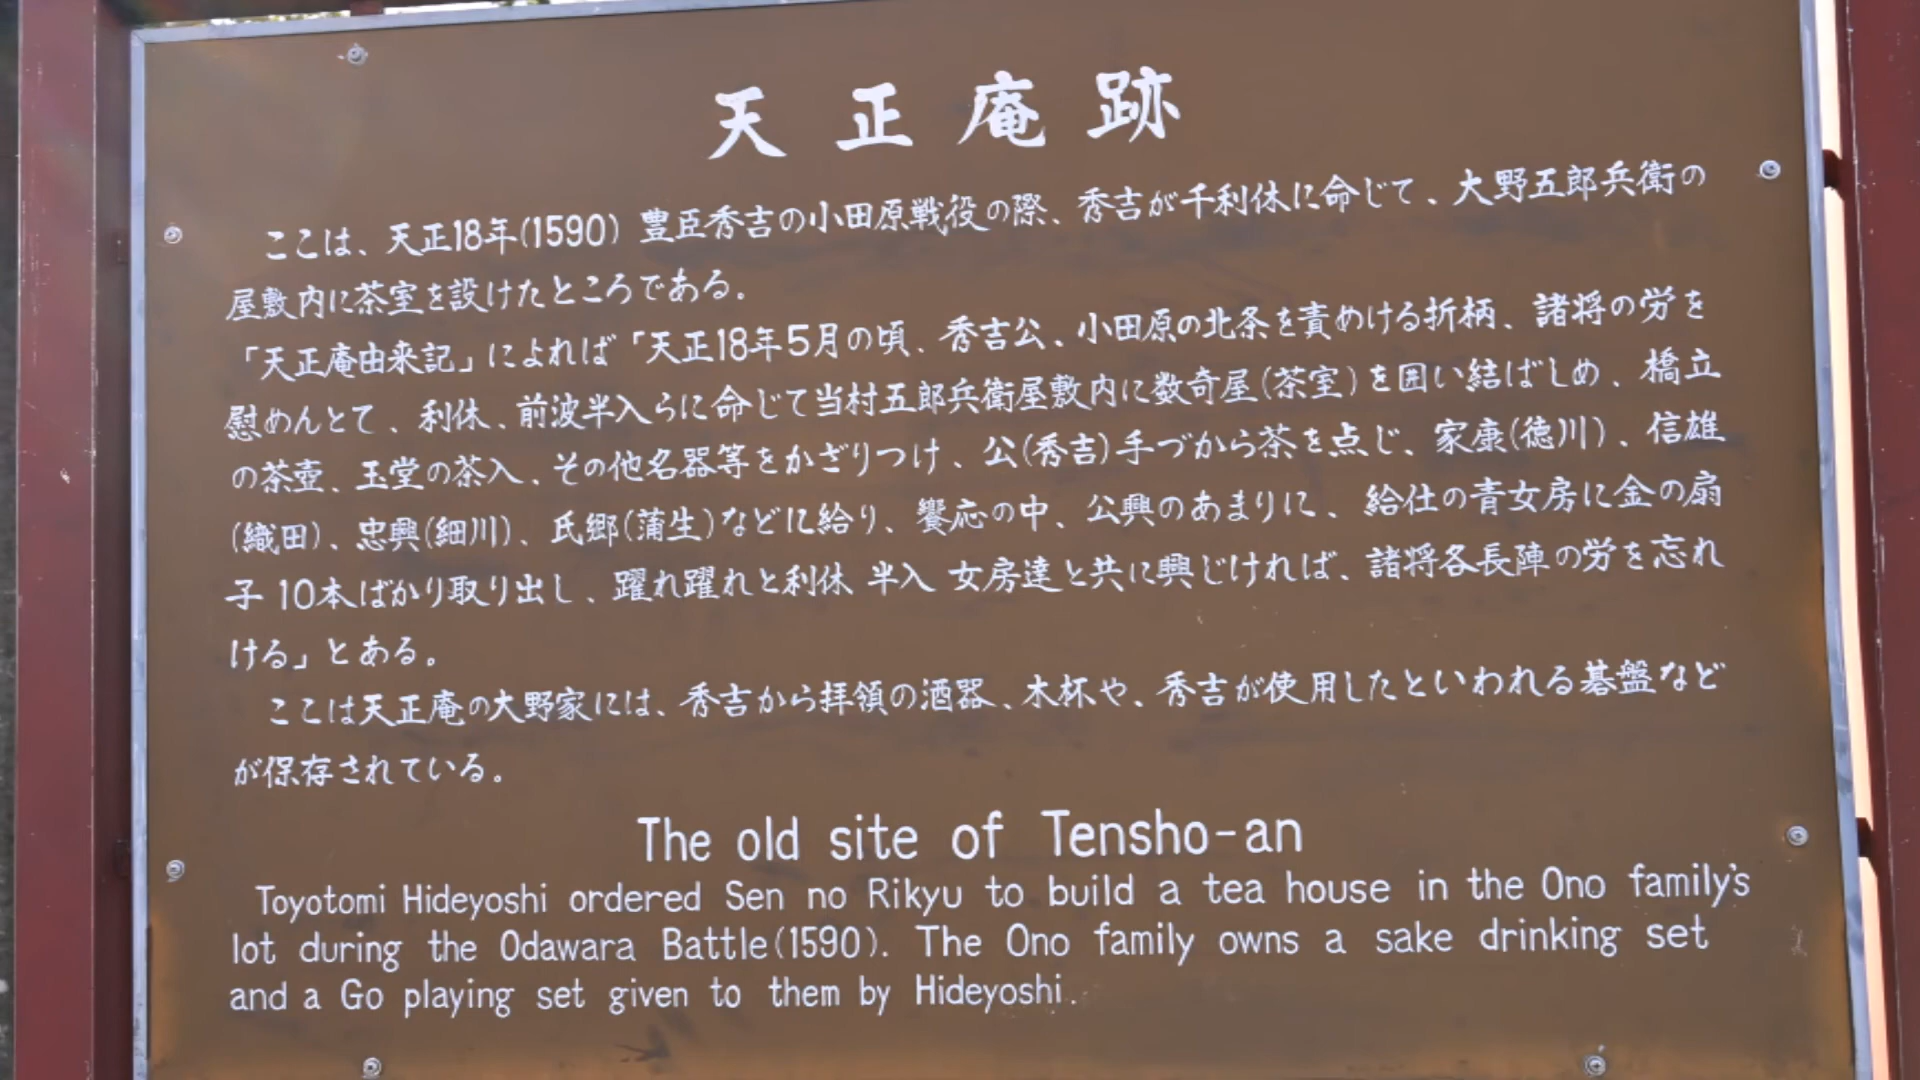 天正庵跡
ここは、天正18年(1590) 豊臣秀吉の小田原戦役の際、秀吉が千利休に命じて、大野五郎兵衛の
屋敷内に茶室を設けたところである。
「天正庵由来記」によれば「天正18年5月の頃、秀吉公、小田原の北条を責めける折柄、諸将の労を
慰めんとて、利休、前波半入らに命じて当村五郎兵衛屋敷内に数奇屋(茶室)を囲い結ばしめ、橋立
の茶壺、玉堂の茶入、その他名器等をかざりつけ、公(秀吉)手づから茶を点じ、家康(徳川)、信雄
(織田)、忠興(細川)、氏郷(蒲生)などに給り、饗応の中、公興のあまりに、給仕の青女房に金の扇
子 10本ばかり取り出し、躍れ躍れと利休 半入 女房達と共に興じければ、諸将各長陣の労を忘れ
ける」とある。
ここは天正庵の大野家には、秀吉から拝領の酒器、木杯や、秀吉が使用したといわれる碁盤など
が保存されている。
The old site of Tensho-an
Toyotomi Hideyoshi ordered Sen no Rikyu to build a tea house in the Ono family's
lot during the Odawara Battle(1590). The Ono family owns a sake drinking set
and a Go playing set given to them by Hideyoshi.